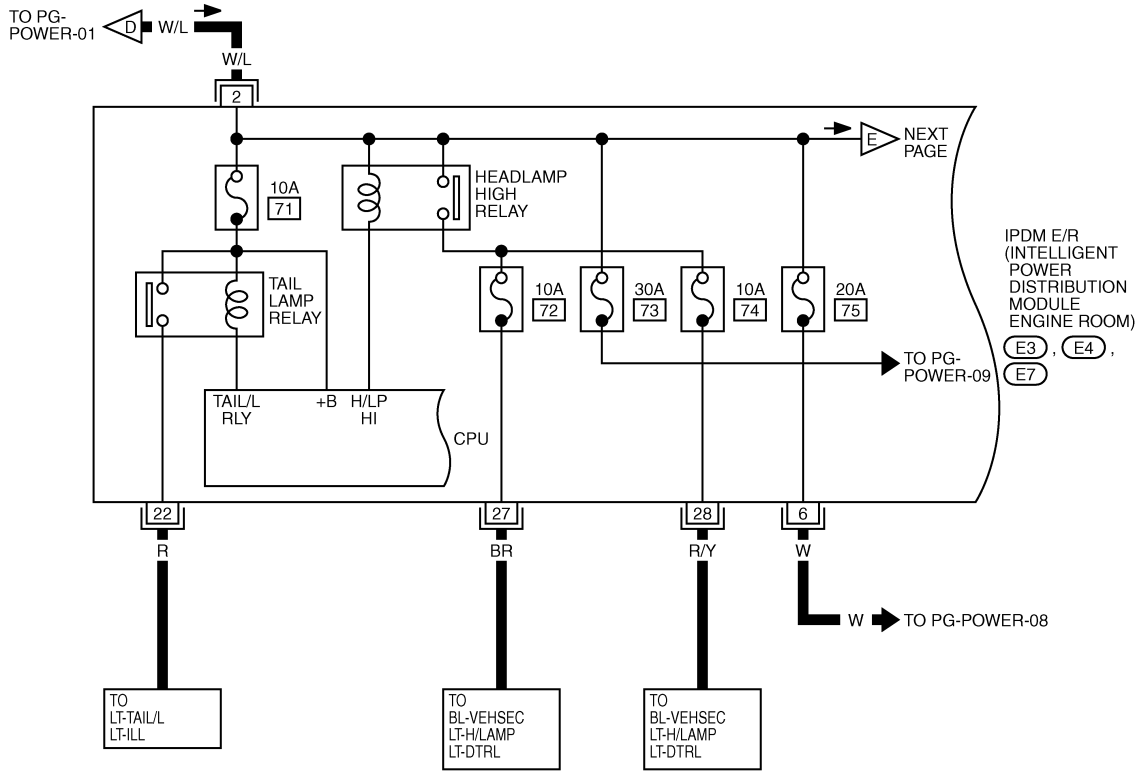 TO PG-
POWER-01
D
W/L
W/L
2
E
NEXT
PAGE
10A
71
HEADLAMP
HIGH
RELAY
IPDM E/R
(INTELLIGENT
POWER
DISTRIBUTION
MODULE
ENGINE ROOM)
E3 , E4 ,
E7
TAIL
LAMP
RELAY
10A
72
30A
73
10A
74
20A
75
TO PG-
POWER-09
TAIL/L
RLY
+B
H/LP
HI
CPU
22
27
28
6
R
BR
R/Y
W
W
TO PG-POWER-08
TO
LT-TAIL/L
LT-ILL
TO
BL-VEHSEC
LT-H/LAMP
LT-DTRL
TO
BL-VEHSEC
LT-H/LAMP
LT-DTRL